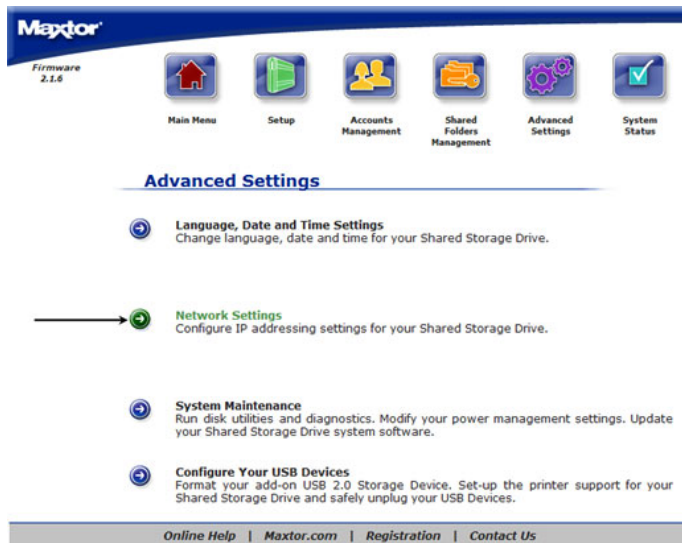 Maxtor
Firmware
2.1.6
Main Menu
Setup
Accounts
Management
Shared
Folders
Management
Advanced
Settings
System
Status
Advanced Settings
Language, Date and Time Settings
Change language, date and time for your Shared Storage Drive.
Network Settings
Configure IP addressing settings for your Shared Storage Drive.
System Maintenance
Run disk utilities and diagnostics. Modify your power management settings. Update
your Shared Storage Drive system software.
Configure Your USB Devices
Format your add-on USB 2.0 Storage Device. Set-up the printer support for your
Shared Storage Drive and safely unplug your USB Devices.
Online Help | Maxtor.com | Registration | Contact Us